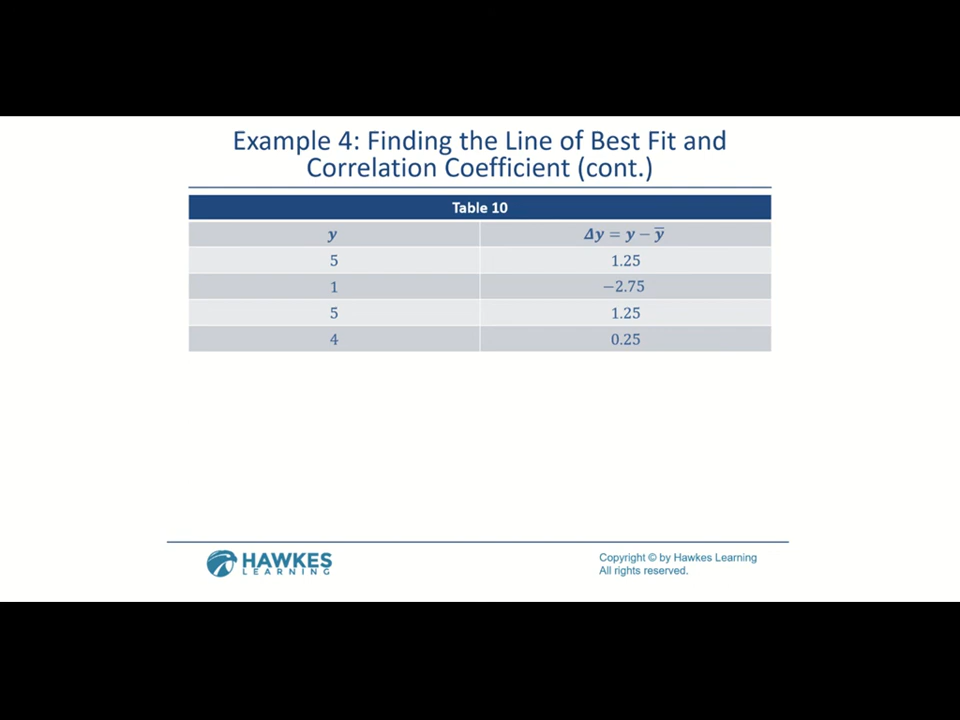 Example 4: Finding the Line of Best Fit and
Correlation Coefficient (cont.)
Table 10
y Δy = y − ȳ
5 1.25
1 −2.75
5 1.25
4 0.25
HAWKES
LEARNING
Copyright © by Hawkes Learning
All rights reserved.